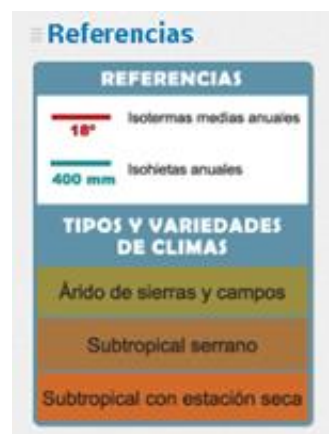 Referencias
REFERENCIAS
18° Isotermas medias anuales
400 mm Isohietas anuales
TIPOS Y VARIEDADES
DE CLIMAS
Árido de sierras y campos
Subtropical serrano
Subtropical con estación seca